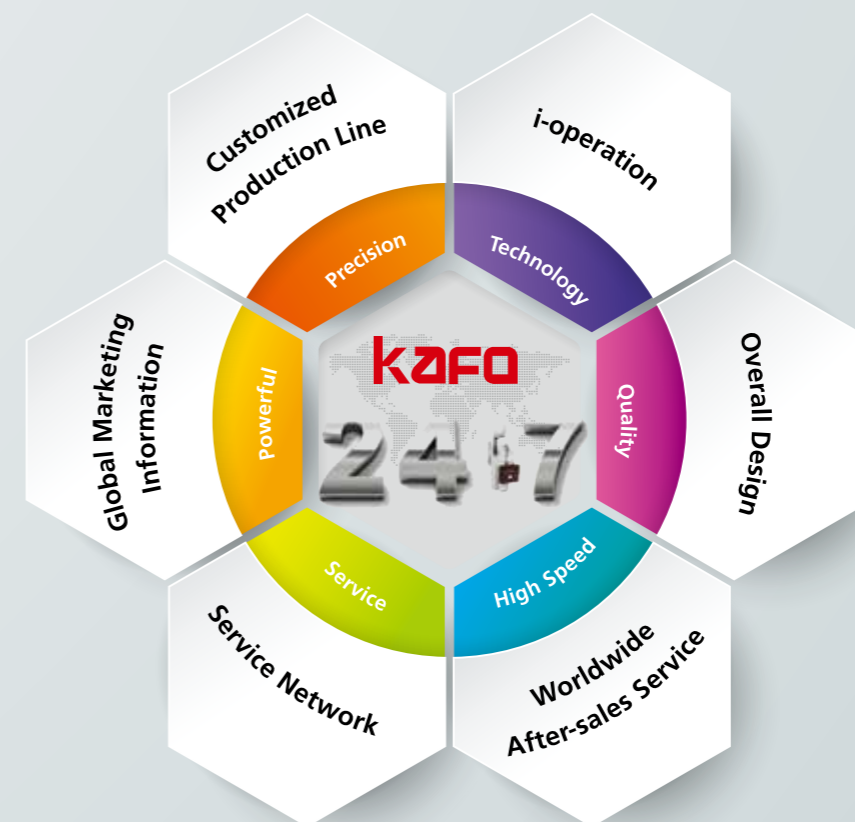 Customized
Production Line
i-operation
Precision
Technology
Global Marketing
Information
Powerful
kafo
24 7
Quality
Overall Design
Service
High Speed
Service Network
Worldwide
After-sales Service